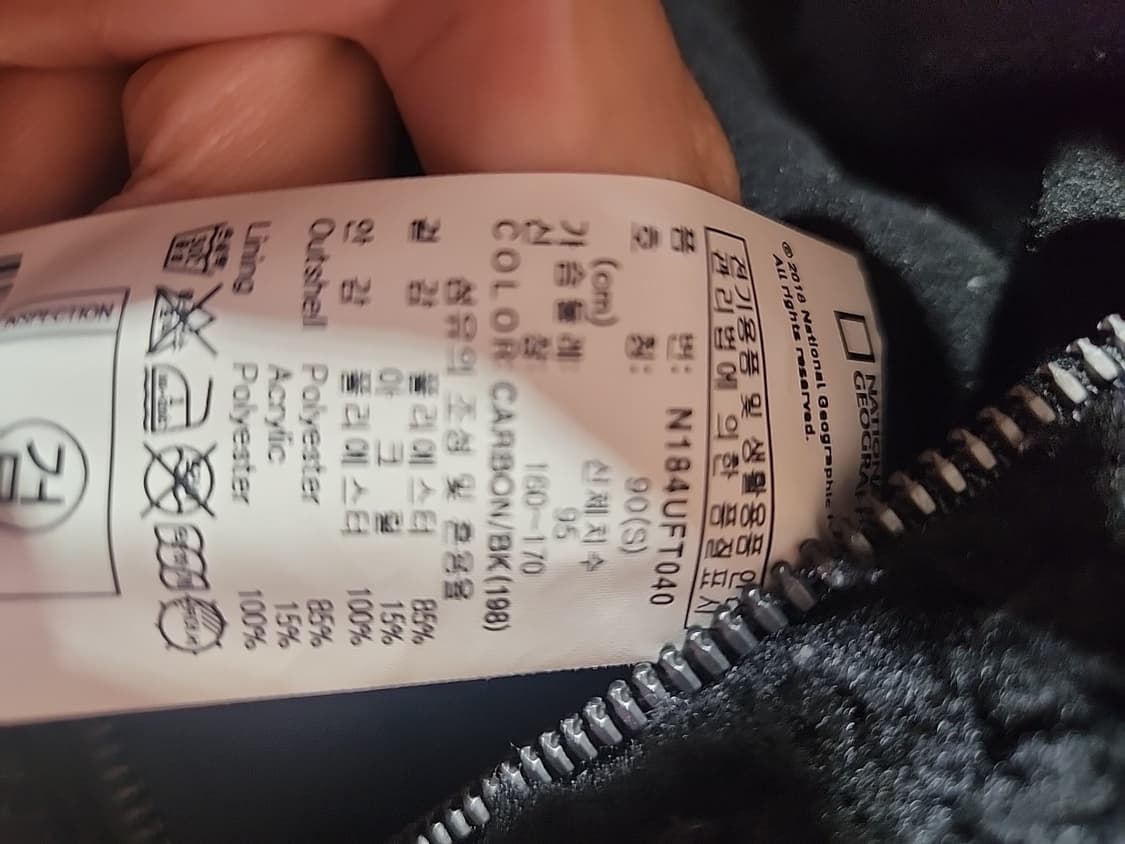 NATIONAL
GEOGRAPHIC
© 2018 National Geographic
All rights reserved.
전기용품 및 생활용품 안
관리법에 의한 품질표시
품 번: N184UFT040
호 칭: 90(S)
(cm) 신체치수
가슴둘레: 95
신 장: 160~170
COLOR: CARBON/BK(198)
섬유의 조성 및 혼용율
겉 감 폴리에스터 85%
아크릴 15%
안 감 폴리에스터 100%
Outshell Polyester 85%
Acrylic 15%
Lining Polyester 100%
INSPECTION
검